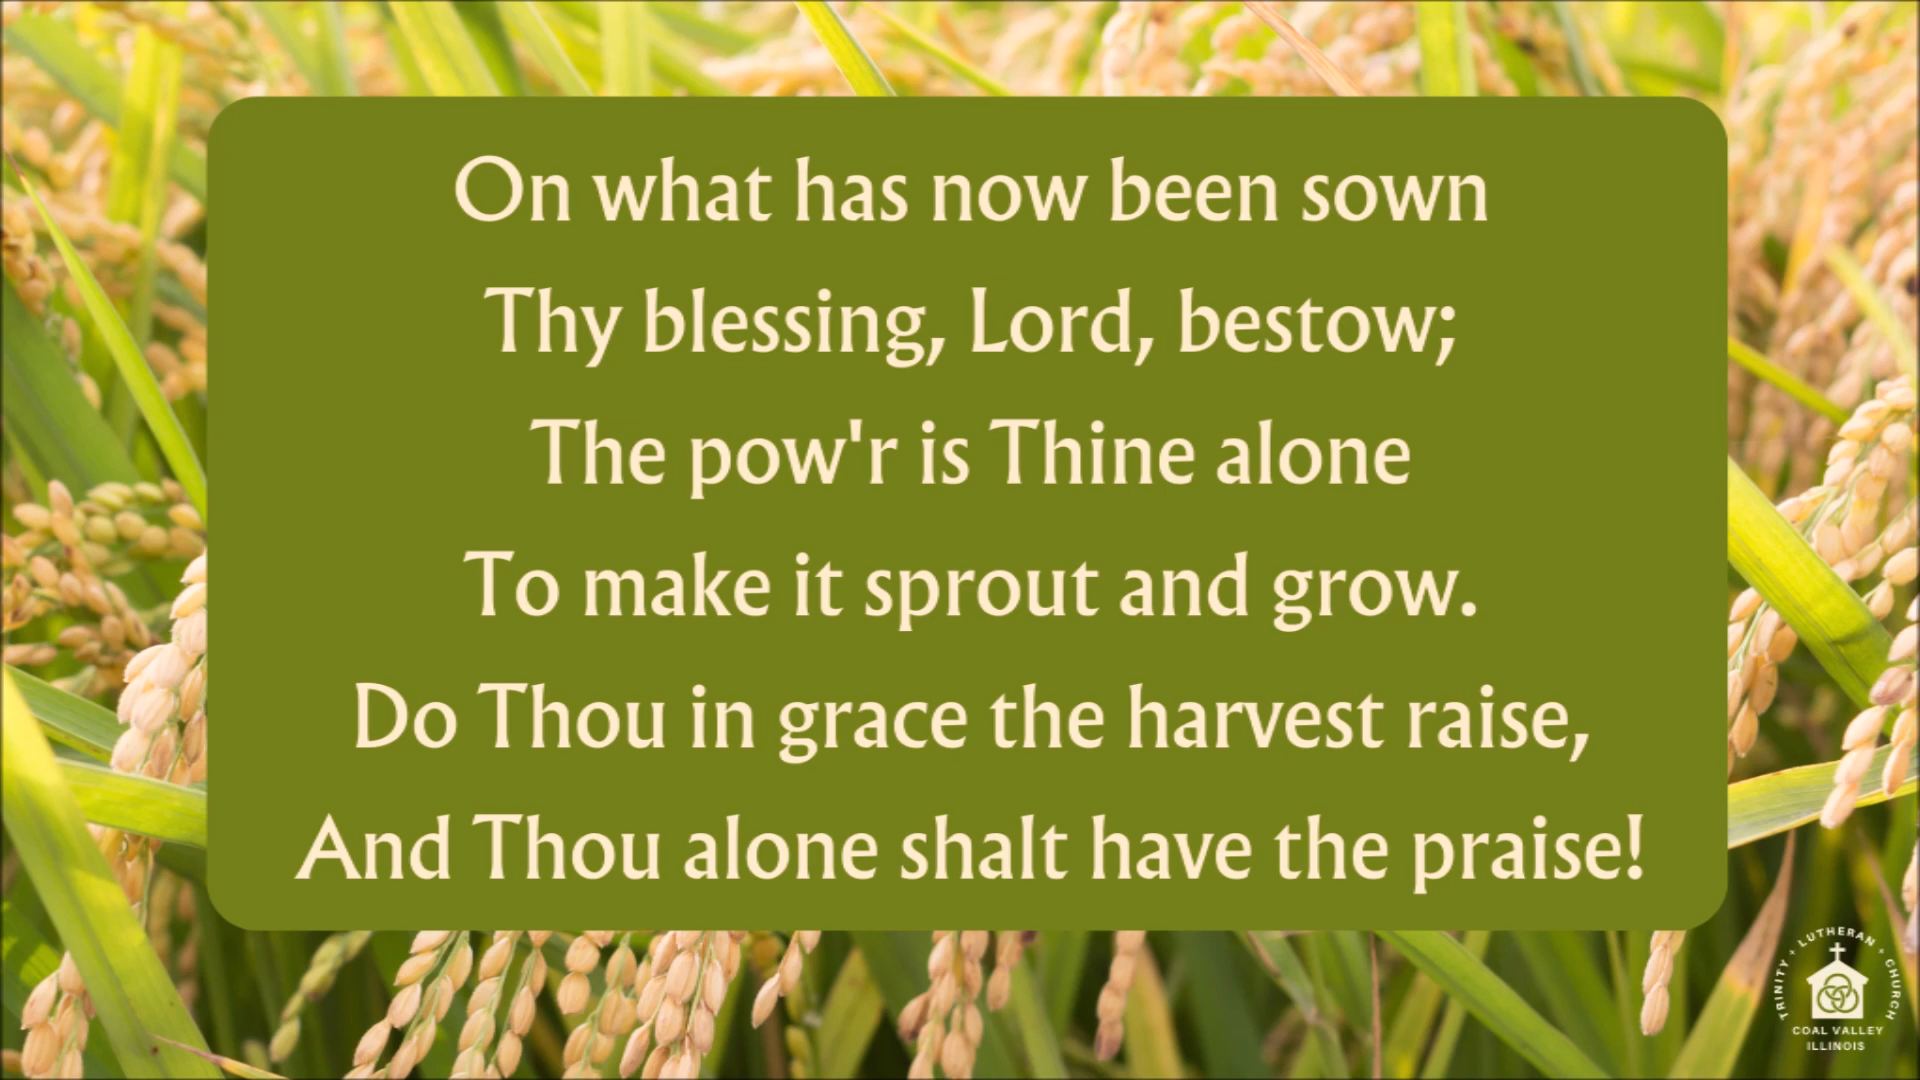 On what has now been sown
Thy blessing, Lord, bestow;
The pow'r is Thine alone
To make it sprout and grow.
Do Thou in grace the harvest raise,
And Thou alone shalt have the praise!
TRINITY + LUTHERAN + CHURCH
COAL VALLEY
ILLINOIS